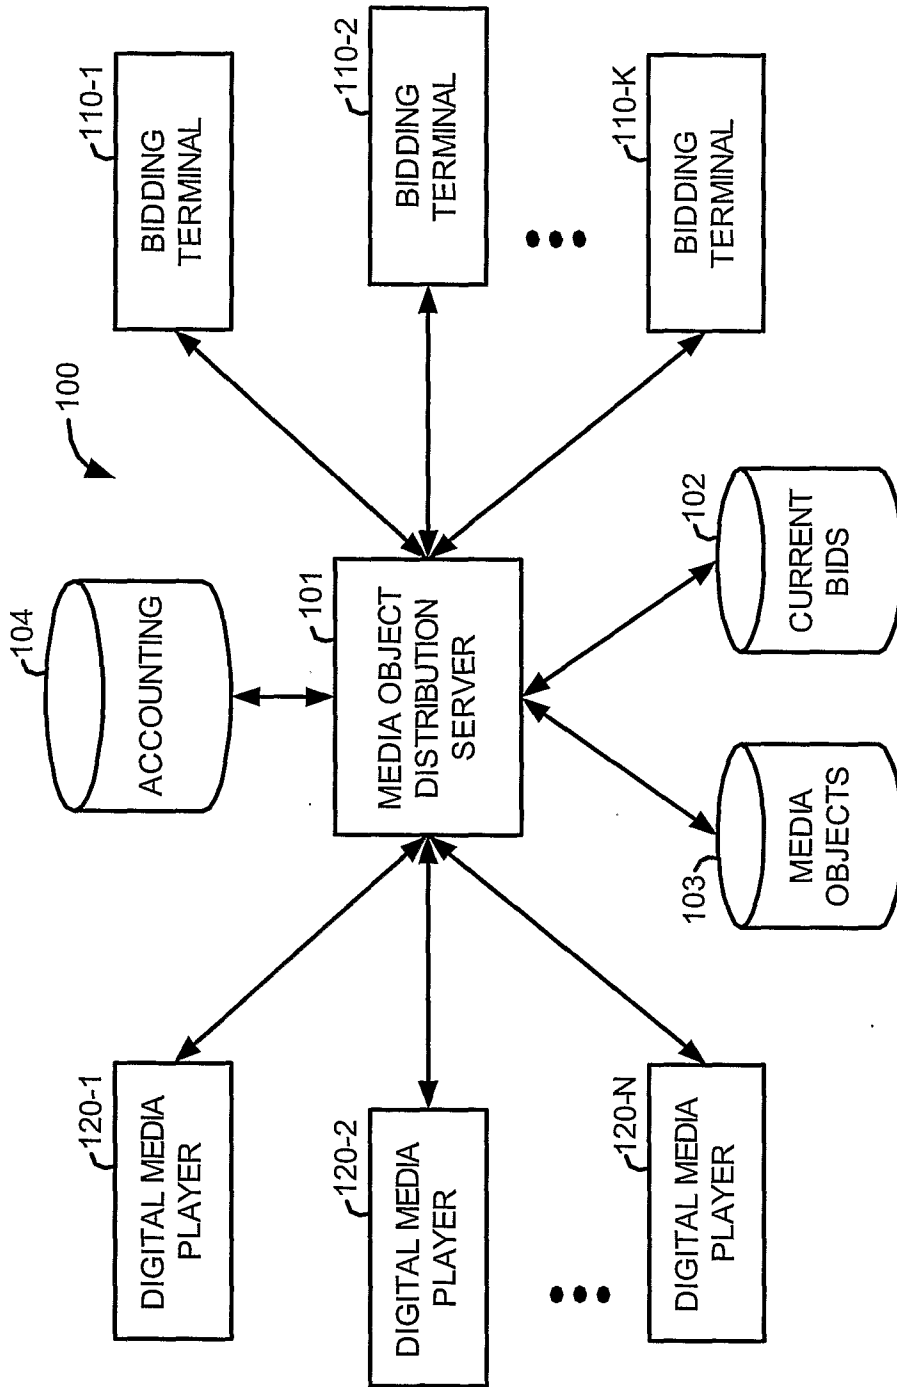 100
104
ACCOUNTING
120-1
DIGITAL MEDIA
PLAYER
120-2
DIGITAL MEDIA
PLAYER
120-N
DIGITAL MEDIA
PLAYER
101
MEDIA OBJECT
DISTRIBUTION
SERVER
110-1
BIDDING
TERMINAL
110-2
BIDDING
TERMINAL
110-K
BIDDING
TERMINAL
103
MEDIA
OBJECTS
102
CURRENT
BIDS